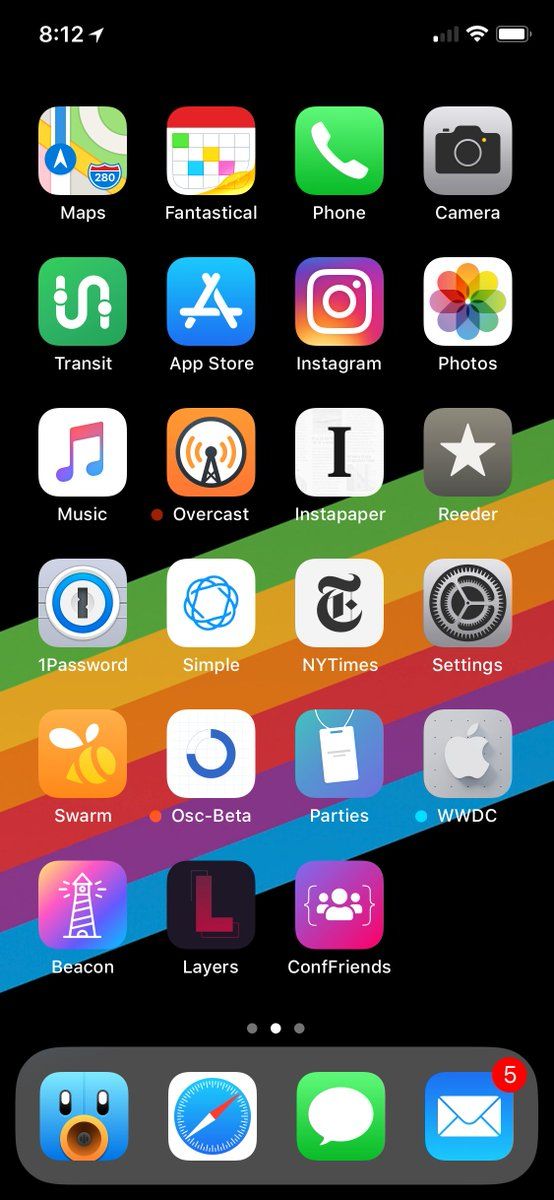 8:12
280
Maps Fantastical Phone Camera
Transit App Store Instagram Photos
I
Music Overcast Instapaper Reeder
T
1Password Simple NYTimes Settings
Swarm Osc-Beta Parties WWDC
L
Beacon Layers ConfFriends
5